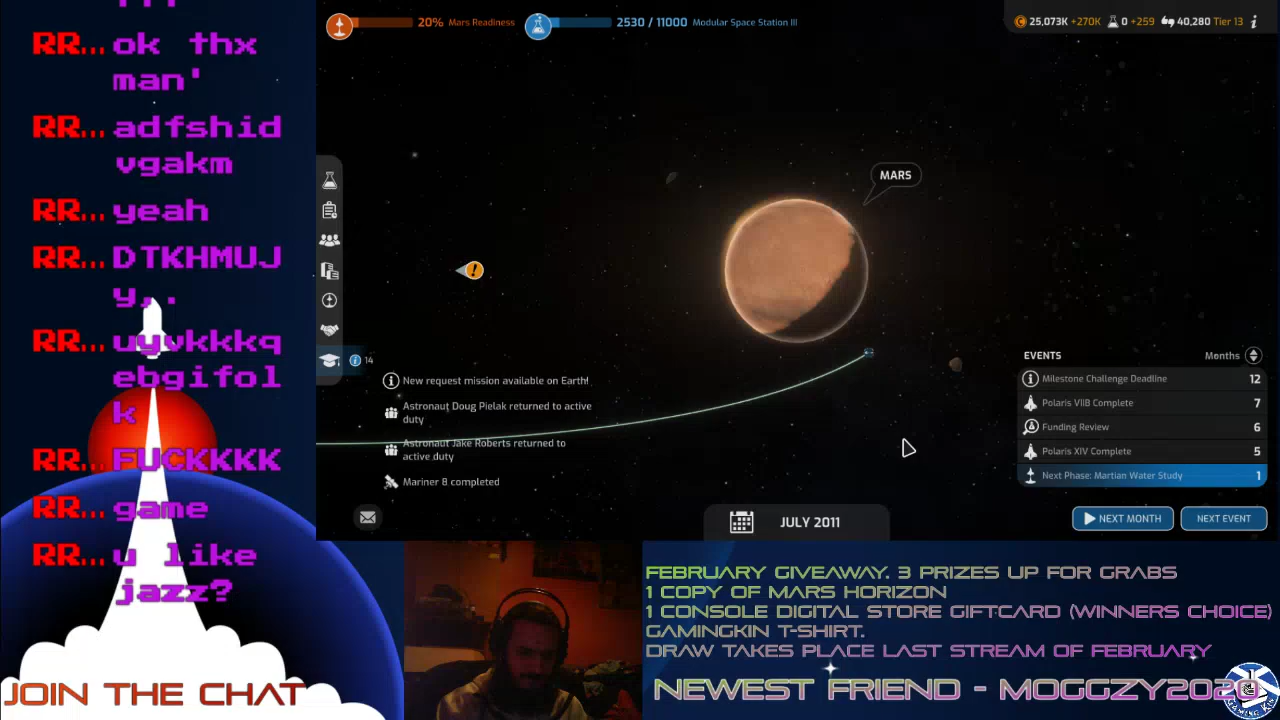 RR... ok thx
man'
RR... adfshid
vgakm
RR... yeah
RR... DTKHMUJ
y,.
RR... uyvkkkq
ebgifol
k
RR... FUCKKKK
RR... game
RR... u like
jazz?
JOIN THE CHAT
20% Mars Readiness
2530 / 11000 Modular Space Station III
25,073K +270K 0 +259 40,280 Tier 13
MARS
14
New request mission available on Earth!
Astronaut Doug Pielak returned to active
duty
Astronaut Jake Roberts returned to
active duty
Mariner 8 completed
EVENTS Months
Milestone Challenge Deadline 12
Polaris VIIB Complete 7
Funding Review 6
Polaris XIV Complete 5
Next Phase: Martian Water Study 1
JULY 2011
NEXT MONTH
NEXT EVENT
FEBRUARY GIVEAWAY. 3 PRIZES UP FOR GRABS
1 COPY OF MARS HORIZON
1 CONSOLE DIGITAL STORE GIFTCARD (WINNERS CHOICE)
GAMINGKIN T-SHIRT.
DRAW TAKES PLACE LAST STREAM OF FEBRUARY
NEWEST FRIEND - MOGGZY2020